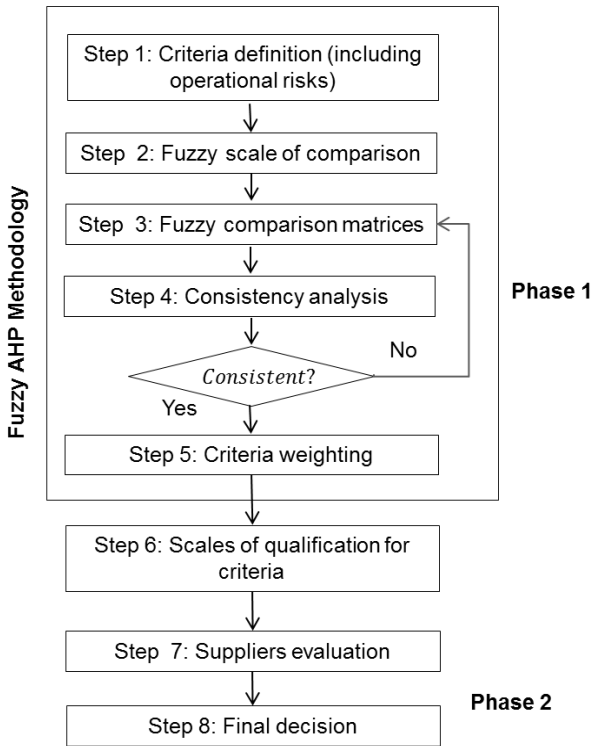 Fuzzy AHP Methodology
Step 1: Criteria definition (including
operational risks)
Step 2: Fuzzy scale of comparison
Step 3: Fuzzy comparison matrices
Step 4: Consistency analysis
Consistent?
No
Yes
Step 5: Criteria weighting
Phase 1
Step 6: Scales of qualification for
criteria
Step 7: Suppliers evaluation
Step 8: Final decision
Phase 2